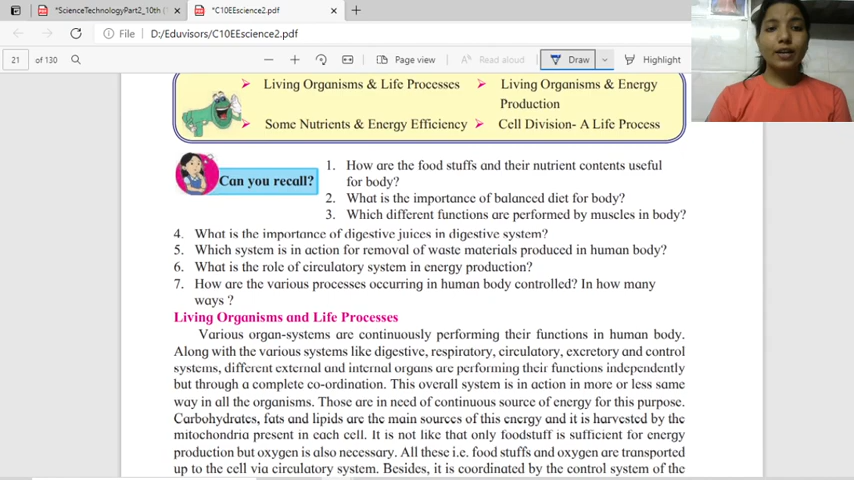 *ScienceTechnologyPart2_10th (
*C10EEscience2.pdf
File D:/Eduvisors/C10EEscience2.pdf
21 of 130 Page view Read aloud Draw Highlight
Living Organisms & Life Processes
Living Organisms & Energy Production
Some Nutrients & Energy Efficiency
Cell Division- A Life Process
Can you recall?
1. How are the food stuffs and their nutrient contents useful
for body?
2. What is the importance of balanced diet for body?
3. Which different functions are performed by muscles in body?
4. What is the importance of digestive juices in digestive system?
5. Which system is in action for removal of waste materials produced in human body?
6. What is the role of circulatory system in energy production?
7. How are the various processes occurring in human body controlled? In how many
ways ?
Living Organisms and Life Processes
Various organ-systems are continuously performing their functions in human body.
Along with the various systems like digestive, respiratory, circulatory, excretory and control
systems, different external and internal organs are performing their functions independently
but through a complete co-ordination. This overall system is in action in more or less same
way in all the organisms. Those are in need of continuous source of energy for this purpose.
Carbohydrates, fats and lipids are the main sources of this energy and it is harvested by the
mitochondria present in each cell. It is not like that only foodstuff is sufficient for energy
production but oxygen is also necessary. All these i.e. food stuffs and oxygen are transported
up to the cell via circulatory system. Besides, it is coordinated by the control system of the